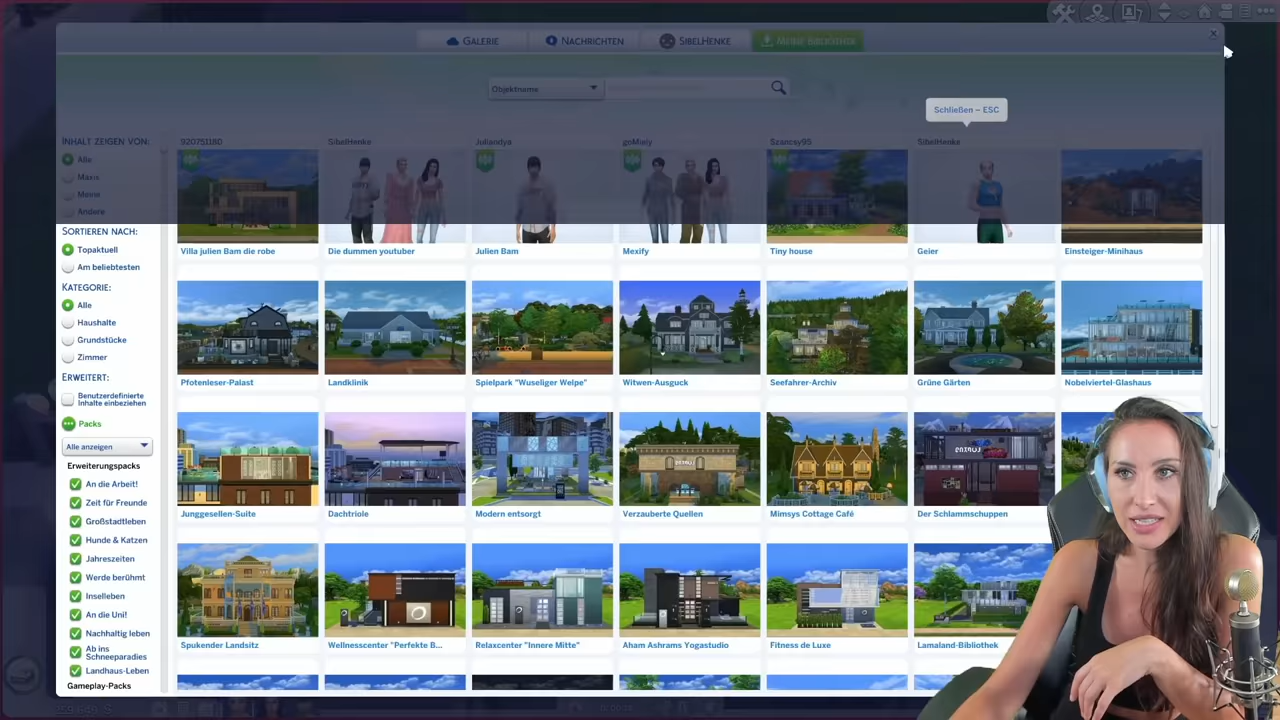 GALERIE
NACHRICHTEN
SIBELHENKE
MEINE BIBLIOTHEK
Objektname
Schließen – ESC
INHALT ZEIGEN VON:
Alle
Maxis
Meine
Andere
SORTIEREN NACH:
Topaktuell
Am beliebtesten
KATEGORIE:
Alle
Haushalte
Grundstücke
Zimmer
ERWEITERT:
Benutzerdefinierte
Inhalte einbeziehen
Packs
Alle anzeigen
Erweiterungspacks
An die Arbeit!
Zeit für Freunde
Großstadtleben
Hunde & Katzen
Jahreszeiten
Werde berühmt
Inselleben
An die Uni!
Nachhaltig leben
Ab ins
Schneeparadies
Landhaus-Leben
Gameplay-Packs
920751180 SibelHenke Juliandya goMiely Szancsy95 SibelHenke
Villa julien Bam die robe Die dummen youtuber Julien Bam Mexify Tiny house Geier Einsteiger-Minihaus
Pfotenleser-Palast Landklinik Spielpark "Wuseliger Welpe" Witwen-Ausguck Seefahrer-Archiv Grüne Gärten Nobelviertel-Glashaus
Junggesellen-Suite Dachtriole Modern entsorgt Verzauberte Quellen Mimsys Cottage Café Der Schlammschuppen
Spukender Landsitz Wellnesscenter "Perfekte B... Relaxcenter "Innere Mitte" Aham Ashrams Yogastudio Fitness de Luxe Lamaland-Bibliothek